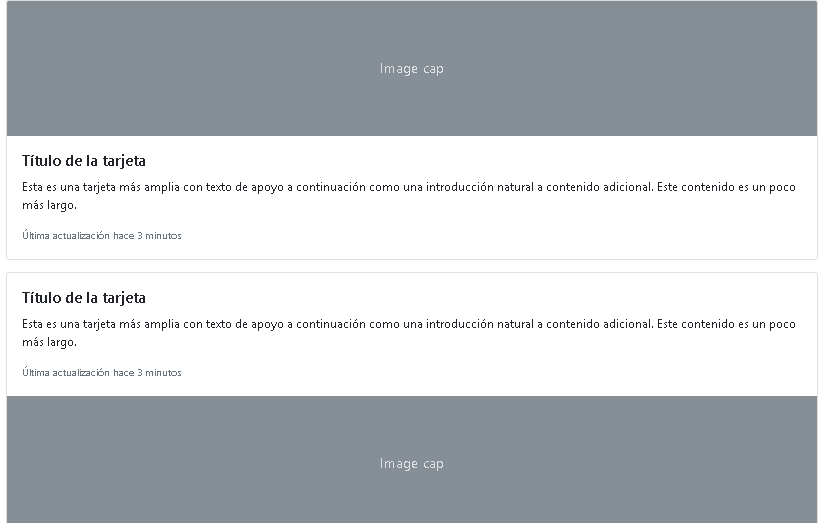 Image cap
Título de la tarjeta
Esta es una tarjeta más amplia con texto de apoyo a continuación como una introducción natural a contenido adicional. Este contenido es un poco
más largo.
Última actualización hace 3 minutos
Título de la tarjeta
Esta es una tarjeta más amplia con texto de apoyo a continuación como una introducción natural a contenido adicional. Este contenido es un poco
más largo.
Última actualización hace 3 minutos
Image cap